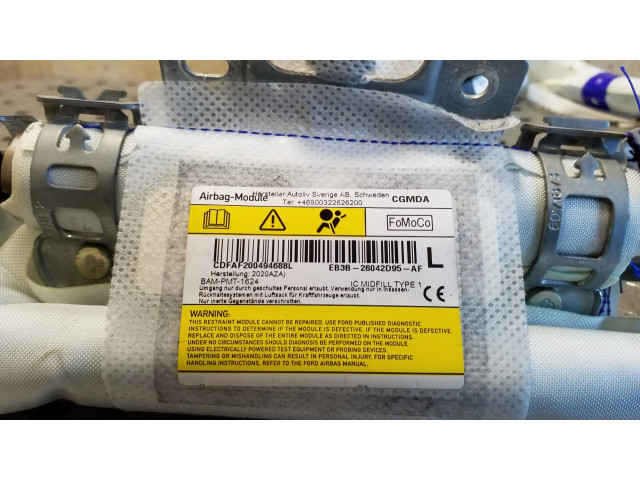 Airbag-Module Hersteller Autoliv Sverige AB, Schweden CGMDA
Tel: +46900322626200
FoMoCo
CDFAF200494688L EB3B-26042D95-AF L
Herstellung: 2020AZA)
BAM-PMT-1624 IC MIDFILL TYPE 1
Umgang nur durch geschultes Personal erlaubt, Verwendung nur in Insassen-
Rückhaltesystemen mit Luftsack für Kraftfahrzeuge erlaubt.
Nur inerte Gegenstände verschrotten.
CE
WARNING:
THIS RESTRAINT MODULE CANNOT BE REPAIRED. USE FORD PUBLISHED DIAGNOSTIC
INSTRUCTIONS TO DETERMINE IF THE MODULE IS DEFECTIVE. IF DEFECTIVE
REPLACE AND DISPOSE OF THE ENTIRE MODULE AS DIRECTED IN INSTRUCTIONS.
UNDER NO CIRCUMSTANCES SHOULD DIAGNOSIS BE PERFORMED ON THE MODULE
USING ELECTRICALLY POWERED TEST EQUIPMENT OR PROBING DEVICES.
TAMPERING OR MISHANDLING CAN RESULT IN PERSONAL INJURY. FOR SPECIFIC
HANDLING INSTRUCTIONS. REFER TO THE FORD AIRBAG MANUAL.